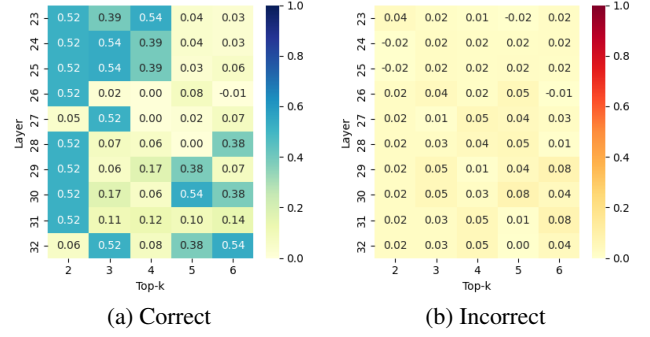 23 0.52 0.39 0.54 0.04 0.03
24 0.52 0.54 0.39 0.04 0.03
25 0.52 0.54 0.39 0.03 0.06
26 0.52 0.02 0.00 0.08 -0.01
27 0.05 0.52 0.00 0.02 0.07
28 0.52 0.07 0.06 0.00 0.38
29 0.52 0.06 0.17 0.38 0.07
30 0.52 0.17 0.06 0.54 0.38
31 0.52 0.11 0.12 0.10 0.14
32 0.06 0.52 0.08 0.38 0.54
Layer
2 3 4 5 6
Top-k
1.0
0.8
0.6
0.4
0.2
0.0
(a) Correct
23 0.04 0.02 0.01 -0.02 0.02
24 -0.02 0.02 0.02 0.02 0.02
25 -0.02 0.02 0.02 0.02 0.02
26 0.02 0.04 0.02 0.05 -0.01
27 0.02 0.01 0.05 0.04 0.03
28 0.02 0.03 0.04 0.05 0.01
29 0.02 0.05 0.01 0.04 0.08
30 0.02 0.05 0.03 0.08 0.04
31 0.02 0.03 0.05 0.01 0.08
32 0.02 0.03 0.05 0.00 0.04
Layer
2 3 4 5 6
Top-k
1.0
0.8
0.6
0.4
0.2
0.0
(b) Incorrect